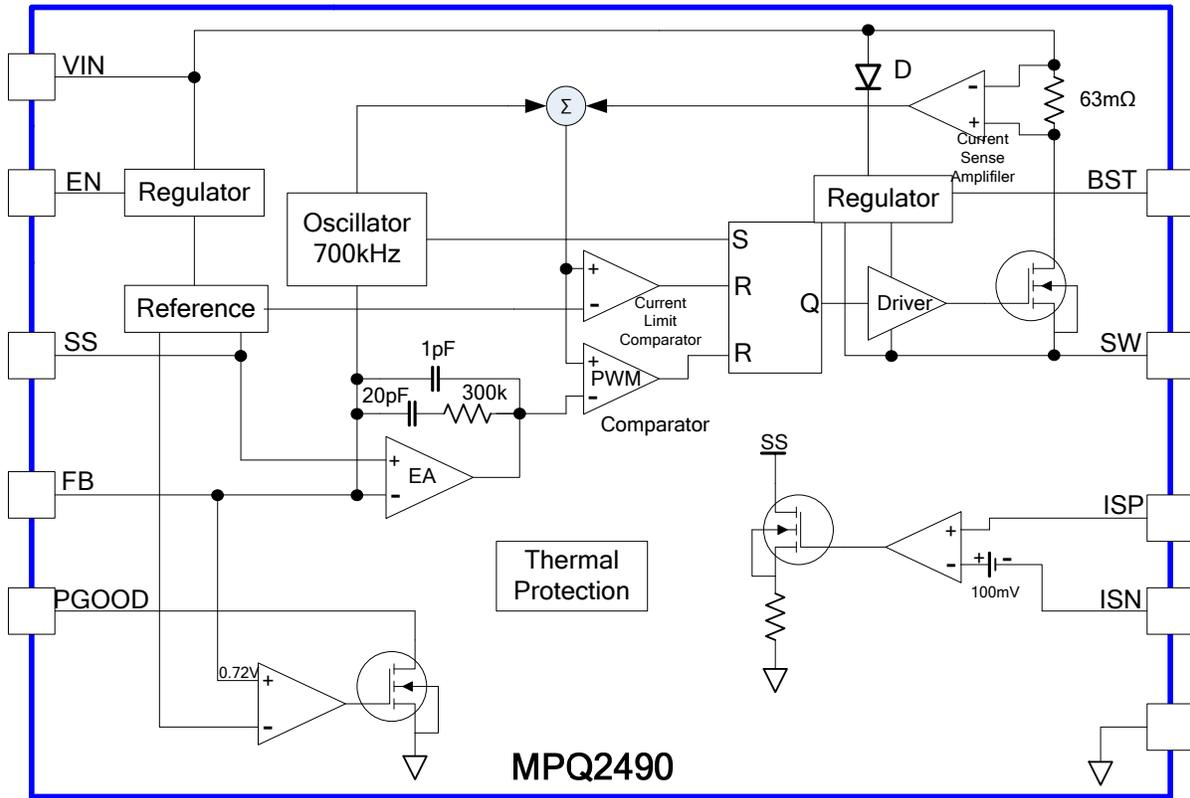 VIN
D
63mΩ
Σ
-
+
Current
Sense
Amplifiler
EN
Regulator
Regulator
BST
Oscillator
700kHz
S
+
R
Reference
-
Current
Limit
Comparator
Q
Driver
SS
R
SW
1pF
+
PWM
20pF
300k
-
Comparator
SS
+
EA
FB
-
ISP
+
Thermal
Protection
-
+
-
100mV
PGOOD
ISN
0.72V
+
-
MPQ2490